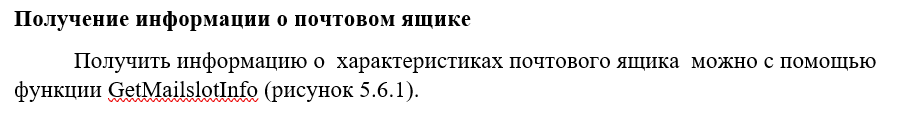 Получение информации о почтовом ящике
Получить информацию о  характеристиках почтового ящика  можно с помощью
функции GetMailslotInfo (рисунок 5.6.1).